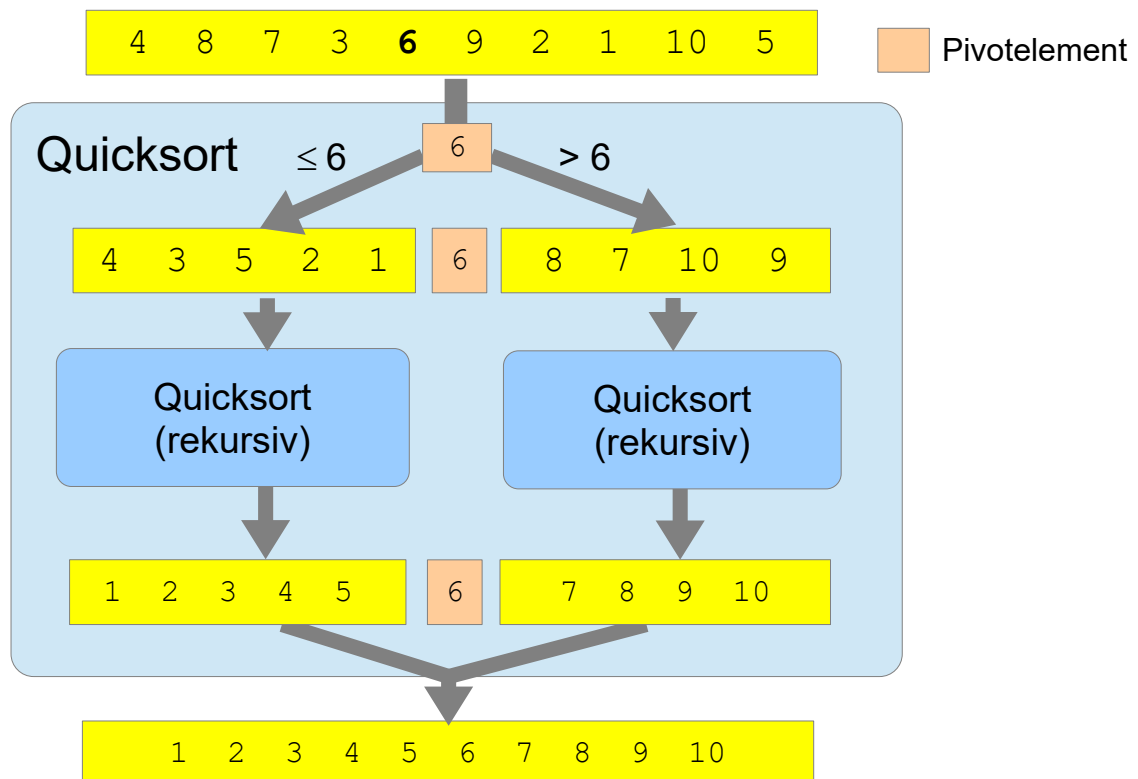 4 8 7 3 6 9 2 1 10 5
Pivotelement
Quicksort
≤ 6
6
> 6
4 3 5 2 1
6
8 7 10 9
Quicksort
(rekursiv)
Quicksort
(rekursiv)
1 2 3 4 5
6
7 8 9 10
1 2 3 4 5 6 7 8 9 10